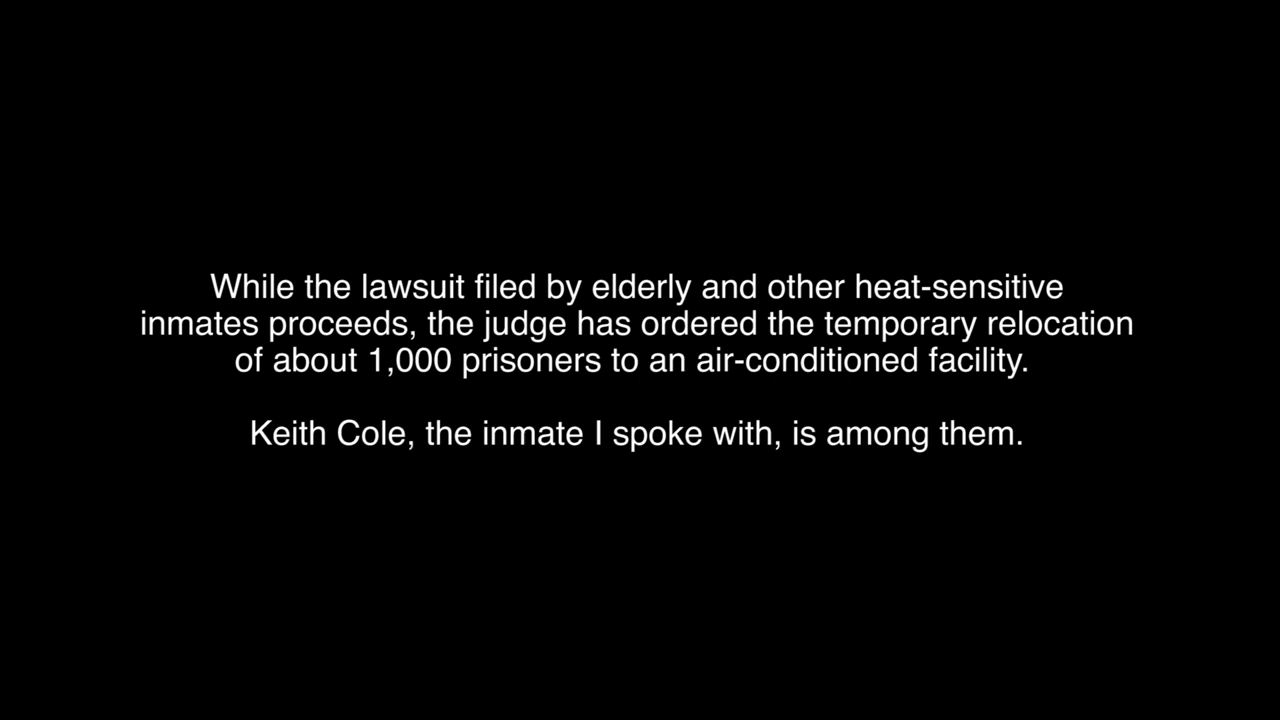 While the lawsuit filed by elderly and other heat-sensitive
inmates proceeds, the judge has ordered the temporary relocation
of about 1,000 prisoners to an air-conditioned facility.
Keith Cole, the inmate I spoke with, is among them.